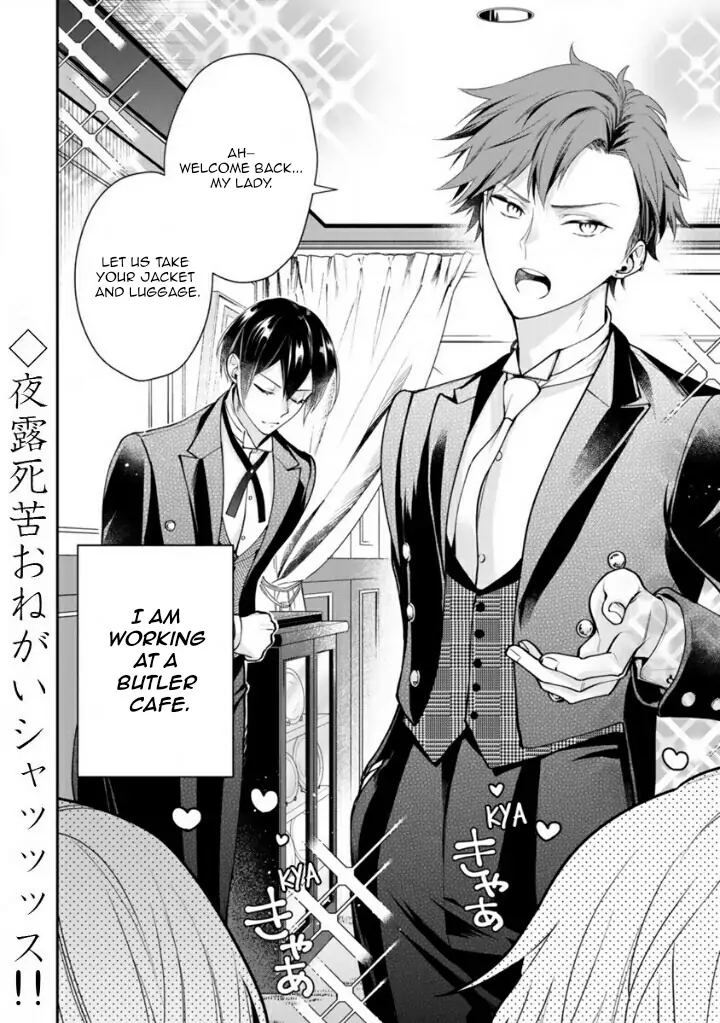 AH–
WELCOME BACK...
MY LADY.
LET US TAKE
YOUR JACKET
AND LUGGAGE.
I AM
WORKING
AT A
BUTLER
CAFE.
KYA
きゃあ
KYA
きゃあ
◇夜露死苦おねがいシャッッッス!!